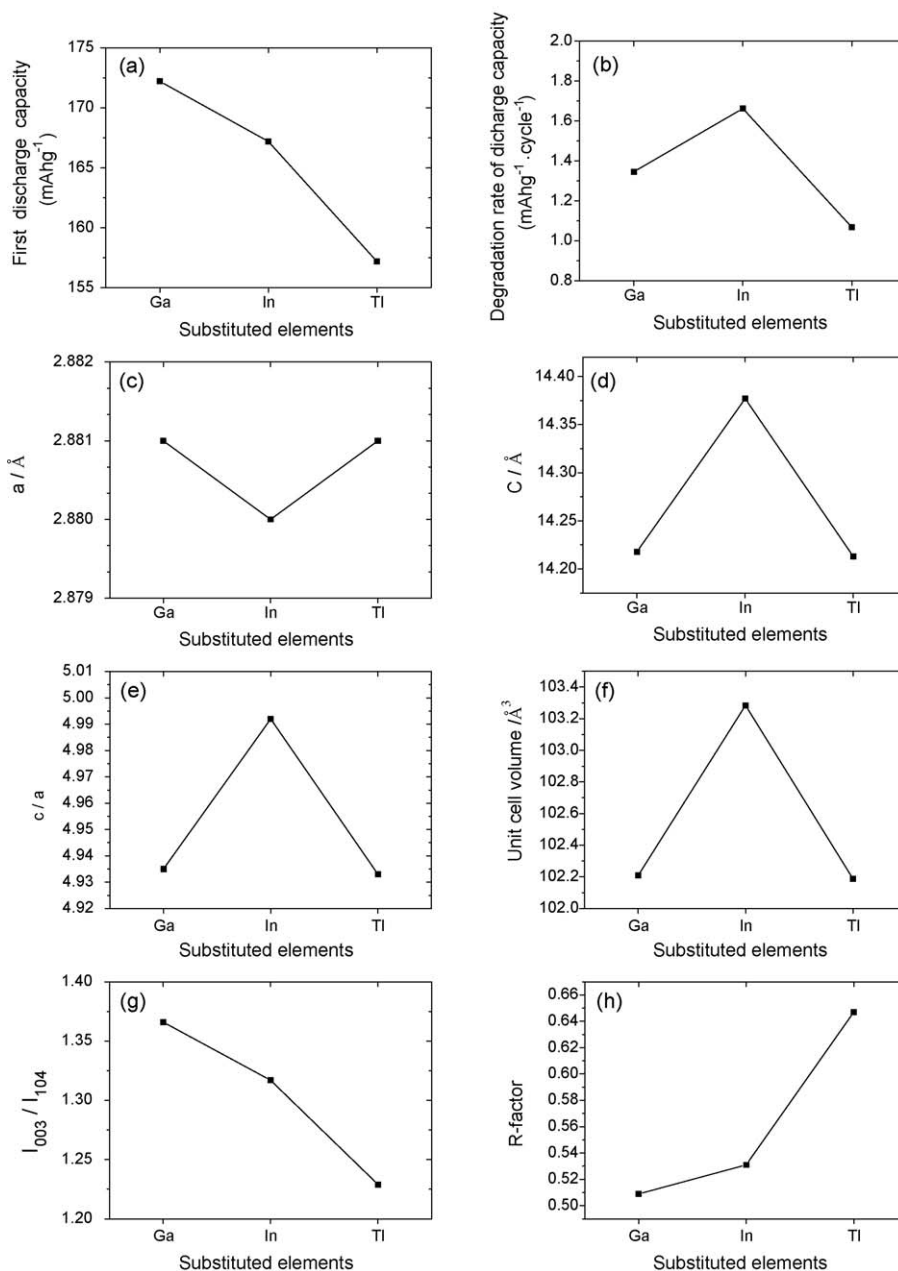 (a)
First discharge capacity
(mAhg⁻¹)
175
170
165
160
155
Ga In Tl
Substituted elements
(b)
Degradation rate of dicharge capacity
(mAhg⁻¹·cycle⁻¹)
2.0
1.8
1.6
1.4
1.2
1.0
0.8
Ga In Tl
Substituted elements
(c)
a / Å
2.882
2.881
2.880
2.879
Ga In Tl
Substituted elements
(d)
C / Å
14.40
14.35
14.30
14.25
14.20
Ga In Tl
Substituted elements
(e)
c / a
5.01
5.00
4.99
4.98
4.97
4.96
4.95
4.94
4.93
4.92
Ga In Tl
Substituted elements
(f)
Unit cell volume /Å³
103.4
103.2
103.0
102.8
102.6
102.4
102.2
102.0
Ga In Tl
Substituted elements
(g)
I₀₀₃ / I₁₀₄
1.40
1.35
1.30
1.25
1.20
Ga In Tl
Substituted elements
(h)
R-factor
0.66
0.64
0.62
0.60
0.58
0.56
0.54
0.52
0.50
Ga In Tl
Substituted elements